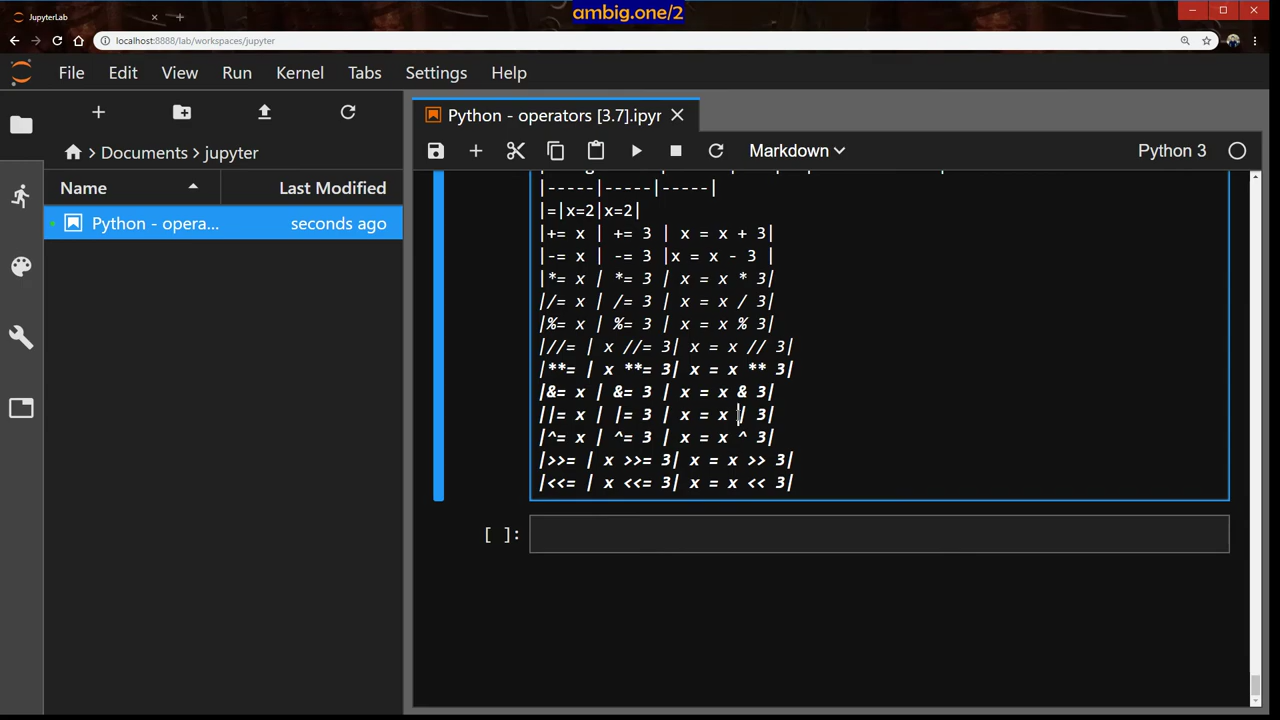 ambig.one/2
JupyterLab
localhost:8888/lab/workspaces/jupyter
File Edit View Run Kernel Tabs Settings Help
Python - operators [3.7].ipyr
Documents jupyter
Markdown
Python 3
Name
Last Modified
Python - opera...
seconds ago
|-----|-----|-----|
|=|x=2|x=2|
|+= x | += 3 | x = x + 3|
|-= x | -= 3 |x = x - 3 |
|*= x | *= 3 | x = x * 3|
|/= x | /= 3 | x = x / 3|
|%= x | %= 3 | x = x % 3|
|//= | x //= 3| x = x // 3|
|**= | x **= 3| x = x ** 3|
|&= x | &= 3 | x = x & 3|
||= x | |= 3 | x = x | 3|
|^= x | ^= 3 | x = x ^ 3|
|>>= | x >>= 3| x = x >> 3|
|<<= | x <<= 3| x = x << 3|
[ ]: